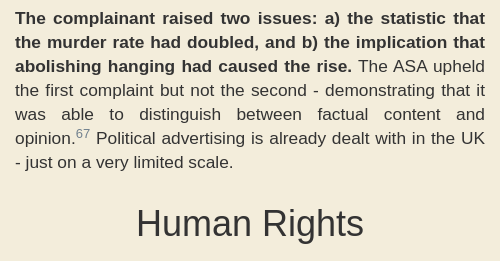 The complainant raised two issues: a) the statistic that
the murder rate had doubled, and b) the implication that
abolishing hanging had caused the rise. The ASA upheld
the first complaint but not the second - demonstrating that it
was able to distinguish between factual content and
opinion.67 Political advertising is already dealt with in the UK
- just on a very limited scale.
Human Rights